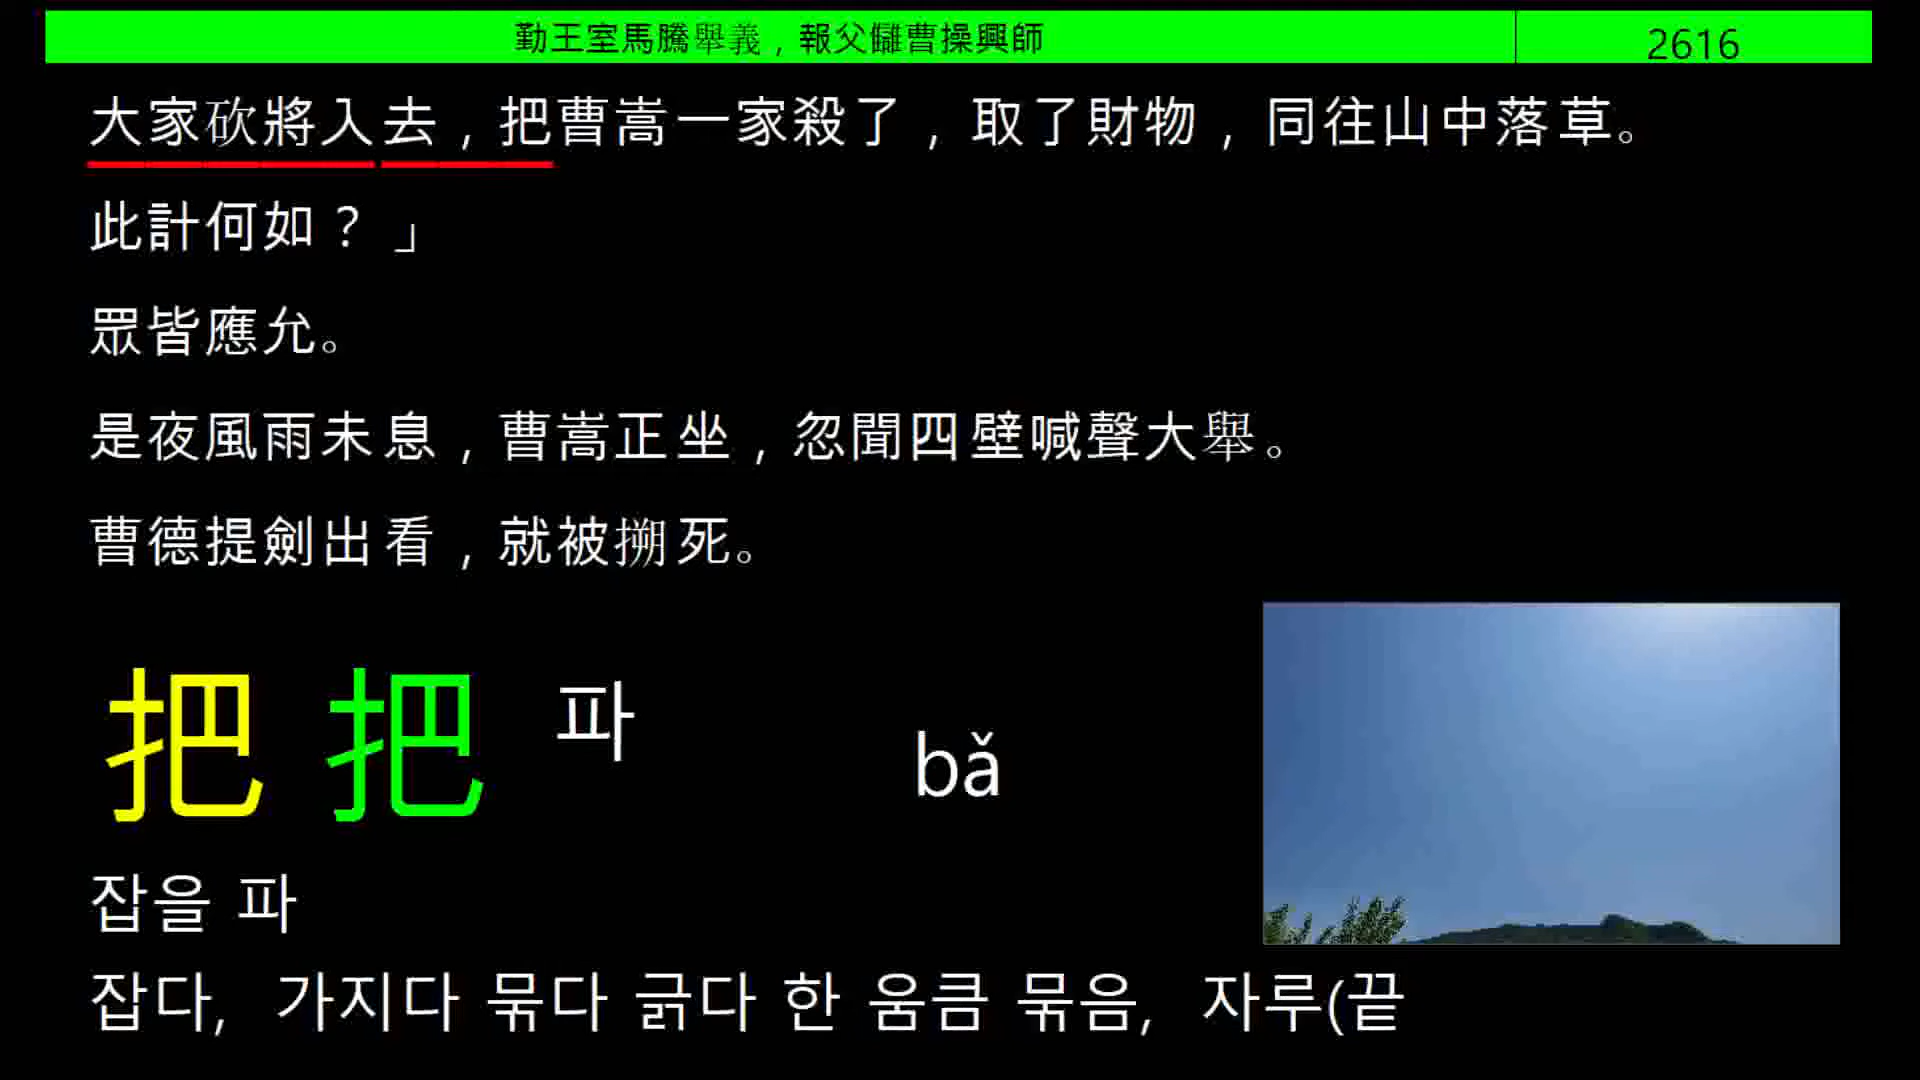 勤王室馬騰舉義，報父讎曹操興師
2616
大家砍將入去，把曹嵩一家殺了，取了財物，同往山中落草。
此計何如？」
眾皆應允。
是夜風雨未息，曹嵩正坐，忽聞四壁喊聲大舉。
曹德提劍出看，就被搠死。
把 把 파 bǎ
잡을 파
잡다, 가지다 묶다 긁다 한 움큼 묶음, 자루(끝